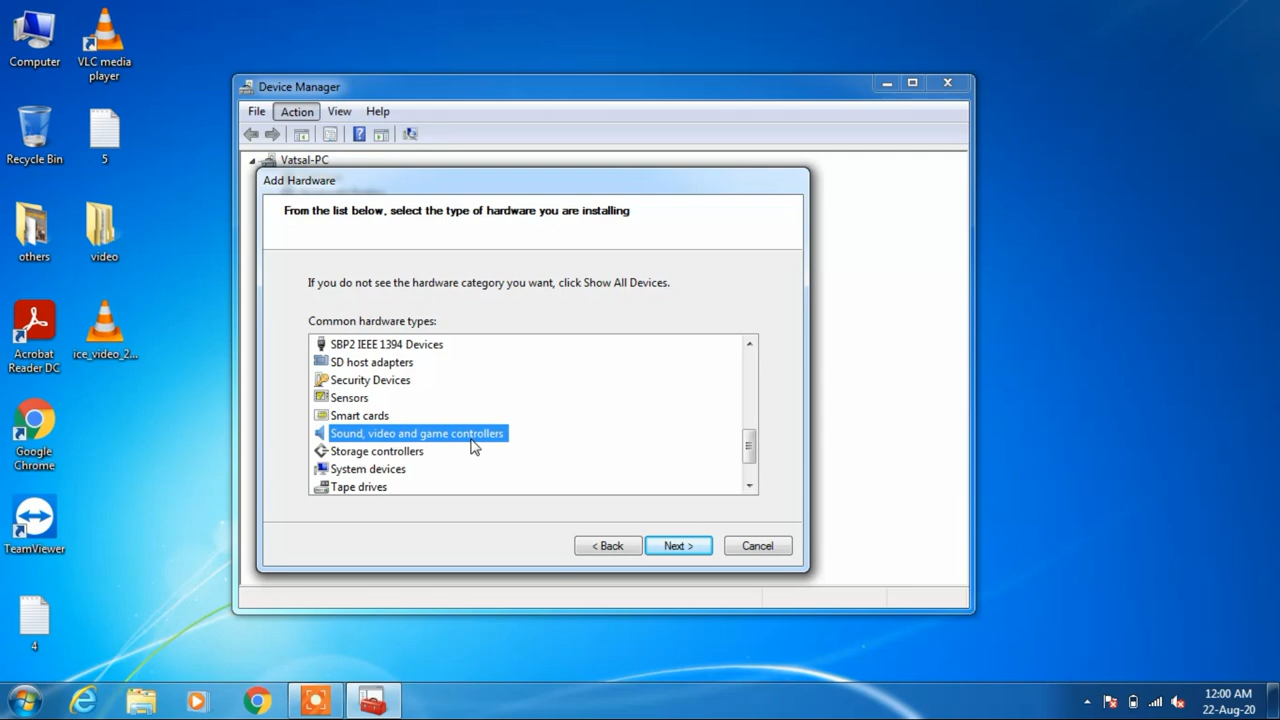 Computer
VLC media
player
Recycle Bin
5
others
video
Acrobat
Reader DC
ice_video_2...
Google
Chrome
TeamViewer
4
Device Manager
File Action View Help
Vatsal-PC
Add Hardware
From the list below, select the type of hardware you are installing
If you do not see the hardware category you want, click Show All Devices.
Common hardware types:
SBP2 IEEE 1394 Devices
SD host adapters
Security Devices
Sensors
Smart cards
Sound, video and game controllers
Storage controllers
System devices
Tape drives
< Back Next > Cancel
12:00 AM
22-Aug-20